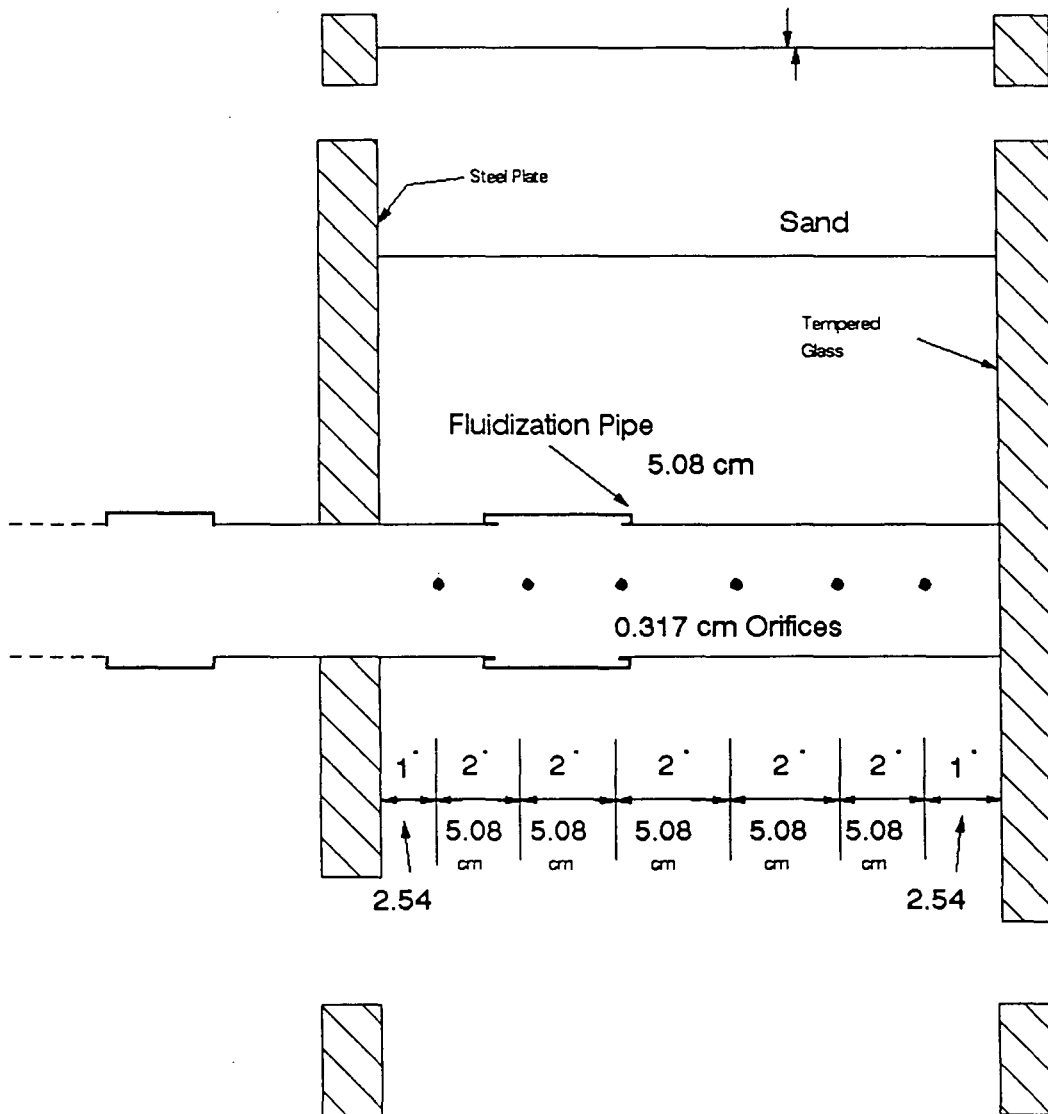 Steel Plate
Sand
Tempered
Glass
Fluidization Pipe
5.08 cm
0.317 cm Orifices
1" 2" 2" 2" 2" 2" 1"
5.08 5.08 5.08 5.08 5.08
cm cm cm cm cm
2.54 2.54